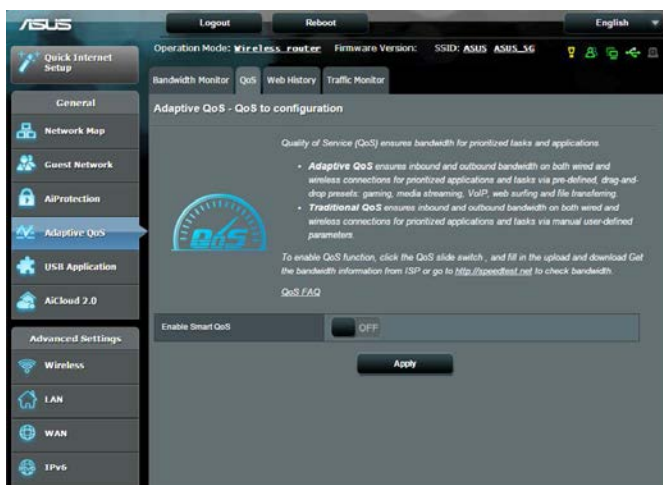 ASUS
Logout
Reboot
English
Quick Internet
Setup
Operation Mode: Wireless router Firmware Version: SSID: ASUS ASUS_5G
Bandwidth Monitor QoS Web History Traffic Monitor
General
Network Map
Guest Network
AiProtection
Adaptive QoS
USB Application
AiCloud 2.0
Advanced Settings
Wireless
LAN
WAN
IPv6
Adaptive QoS - QoS to configuration
QoS
Quality of Service (QoS) ensures bandwidth for prioritized tasks and applications
• Adaptive QoS ensures inbound and outbound bandwidth on both wired and
wireless connections for prioritized applications and tasks via pre-defined, drag-and-
drop presets: gaming, media streaming, VoIP, web surfing and file transferring.
• Traditional QoS ensures inbound and outbound bandwidth on both wired and
wireless connections for prioritized applications and tasks via manual user-defined
parameters.
To enable QoS function, click the QoS slide switch , and fill in the upload and download Get
the bandwidth information from ISP or go to http://speedtest.net to check bandwidth.
QoS FAQ
Enable Smart QoS OFF
Apply